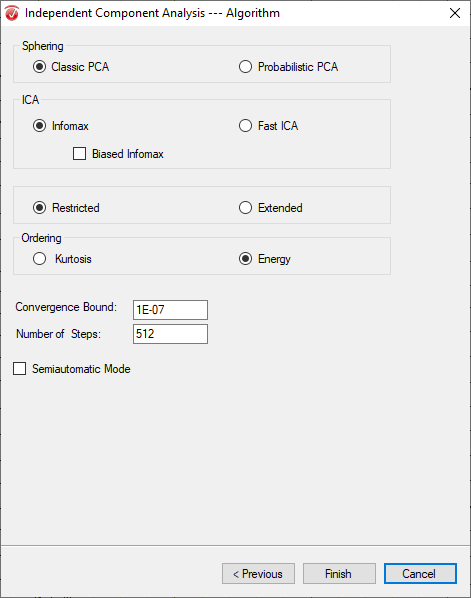 Independent Component Analysis --- Algorithm
Sphering
Classic PCA
Probabilistic PCA
ICA
Infomax
Fast ICA
Biased Infomax
Restricted
Extended
Ordering
Kurtosis
Energy
Convergence Bound:
1E-07
Number of Steps:
512
Semiautomatic Mode
< Previous
Finish
Cancel